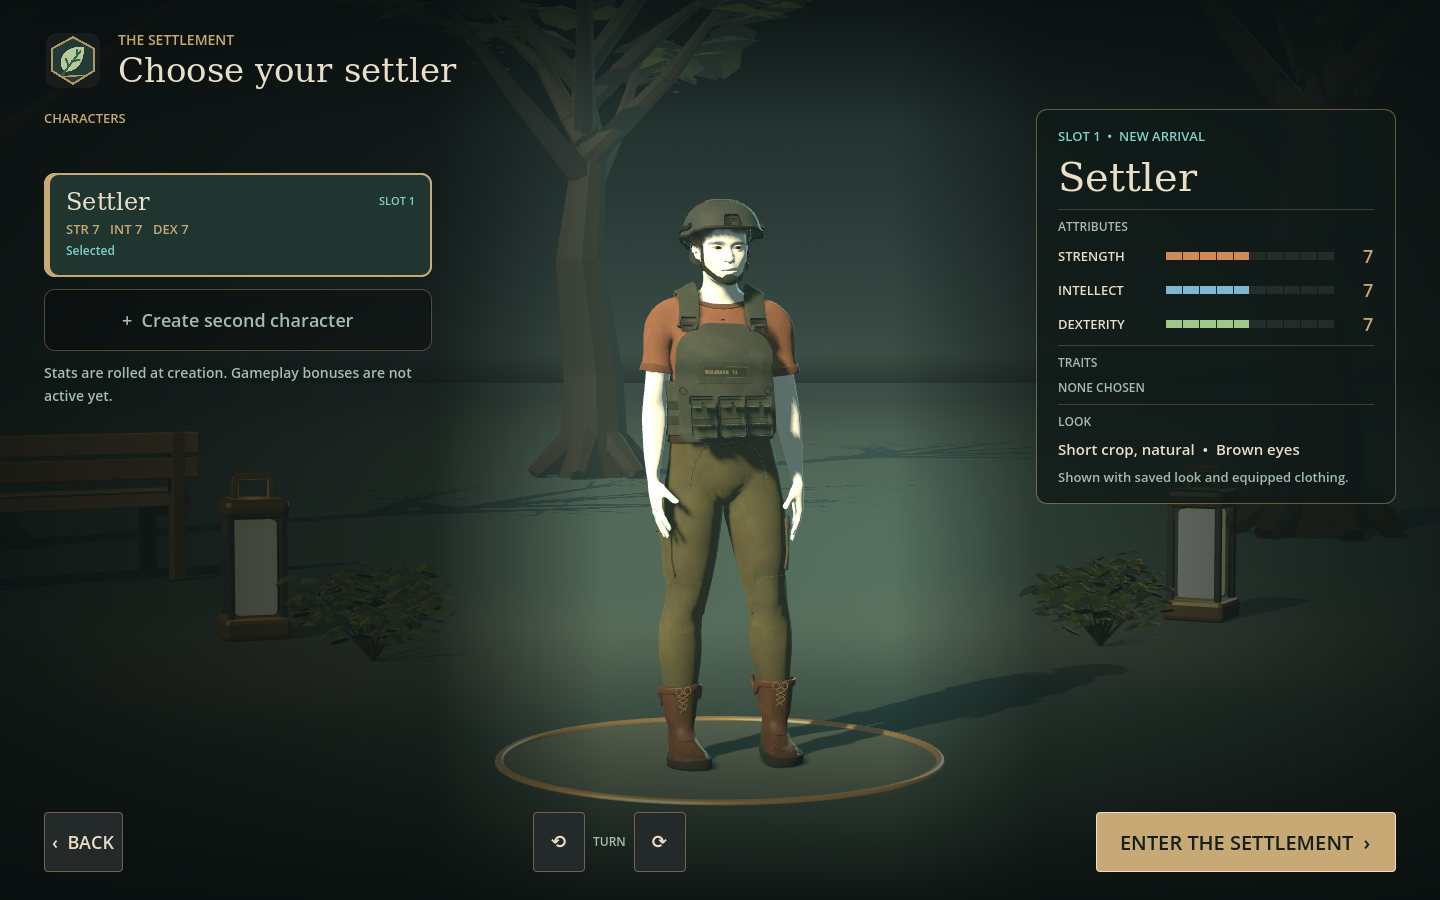 THE SETTLEMENT
Choose your settler
CHARACTERS
Settler
SLOT 1
STR 7 INT 7 DEX 7
Selected
+ Create second character
Stats are rolled at creation. Gameplay bonuses are not
active yet.
BULWARK 13
SLOT 1 • NEW ARRIVAL
Settler
ATTRIBUTES
STRENGTH 7
INTELLECT 7
DEXTERITY 7
TRAITS
NONE CHOSEN
LOOK
Short crop, natural • Brown eyes
Shown with saved look and equipped clothing.
‹ BACK
⟲ TURN ⟳
ENTER THE SETTLEMENT ›